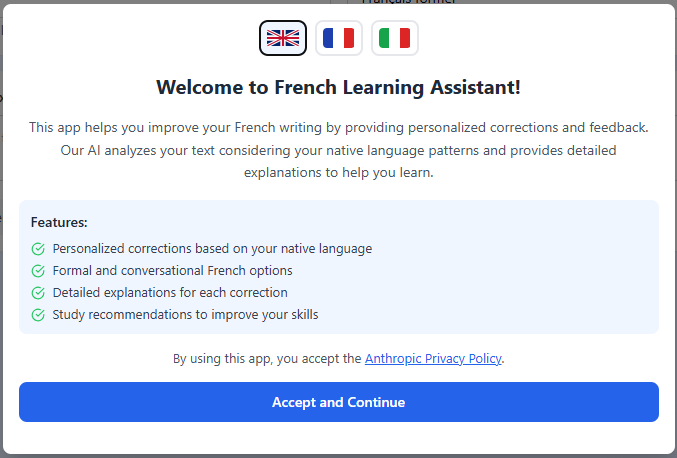 Français formel
Welcome to French Learning Assistant!
This app helps you improve your French writing by providing personalized corrections and feedback.
Our AI analyzes your text considering your native language patterns and provides detailed
explanations to help you learn.
Features:
Personalized corrections based on your native language
Formal and conversational French options
Detailed explanations for each correction
Study recommendations to improve your skills
By using this app, you accept the Anthropic Privacy Policy.
Accept and Continue